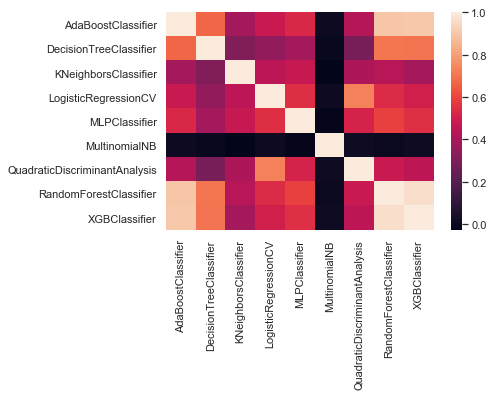 AdaBoostClassifier
DecisionTreeClassifier
KNeighborsClassifier
LogisticRegressionCV
MLPClassifier
MultinomialNB
QuadraticDiscriminantAnalysis
RandomForestClassifier
XGBClassifier
AdaBoostClassifier
DecisionTreeClassifier
KNeighborsClassifier
LogisticRegressionCV
MLPClassifier
MultinomialNB
QuadraticDiscriminantAnalysis
RandomForestClassifier
XGBClassifier
1.0
0.8
0.6
0.4
0.2
0.0